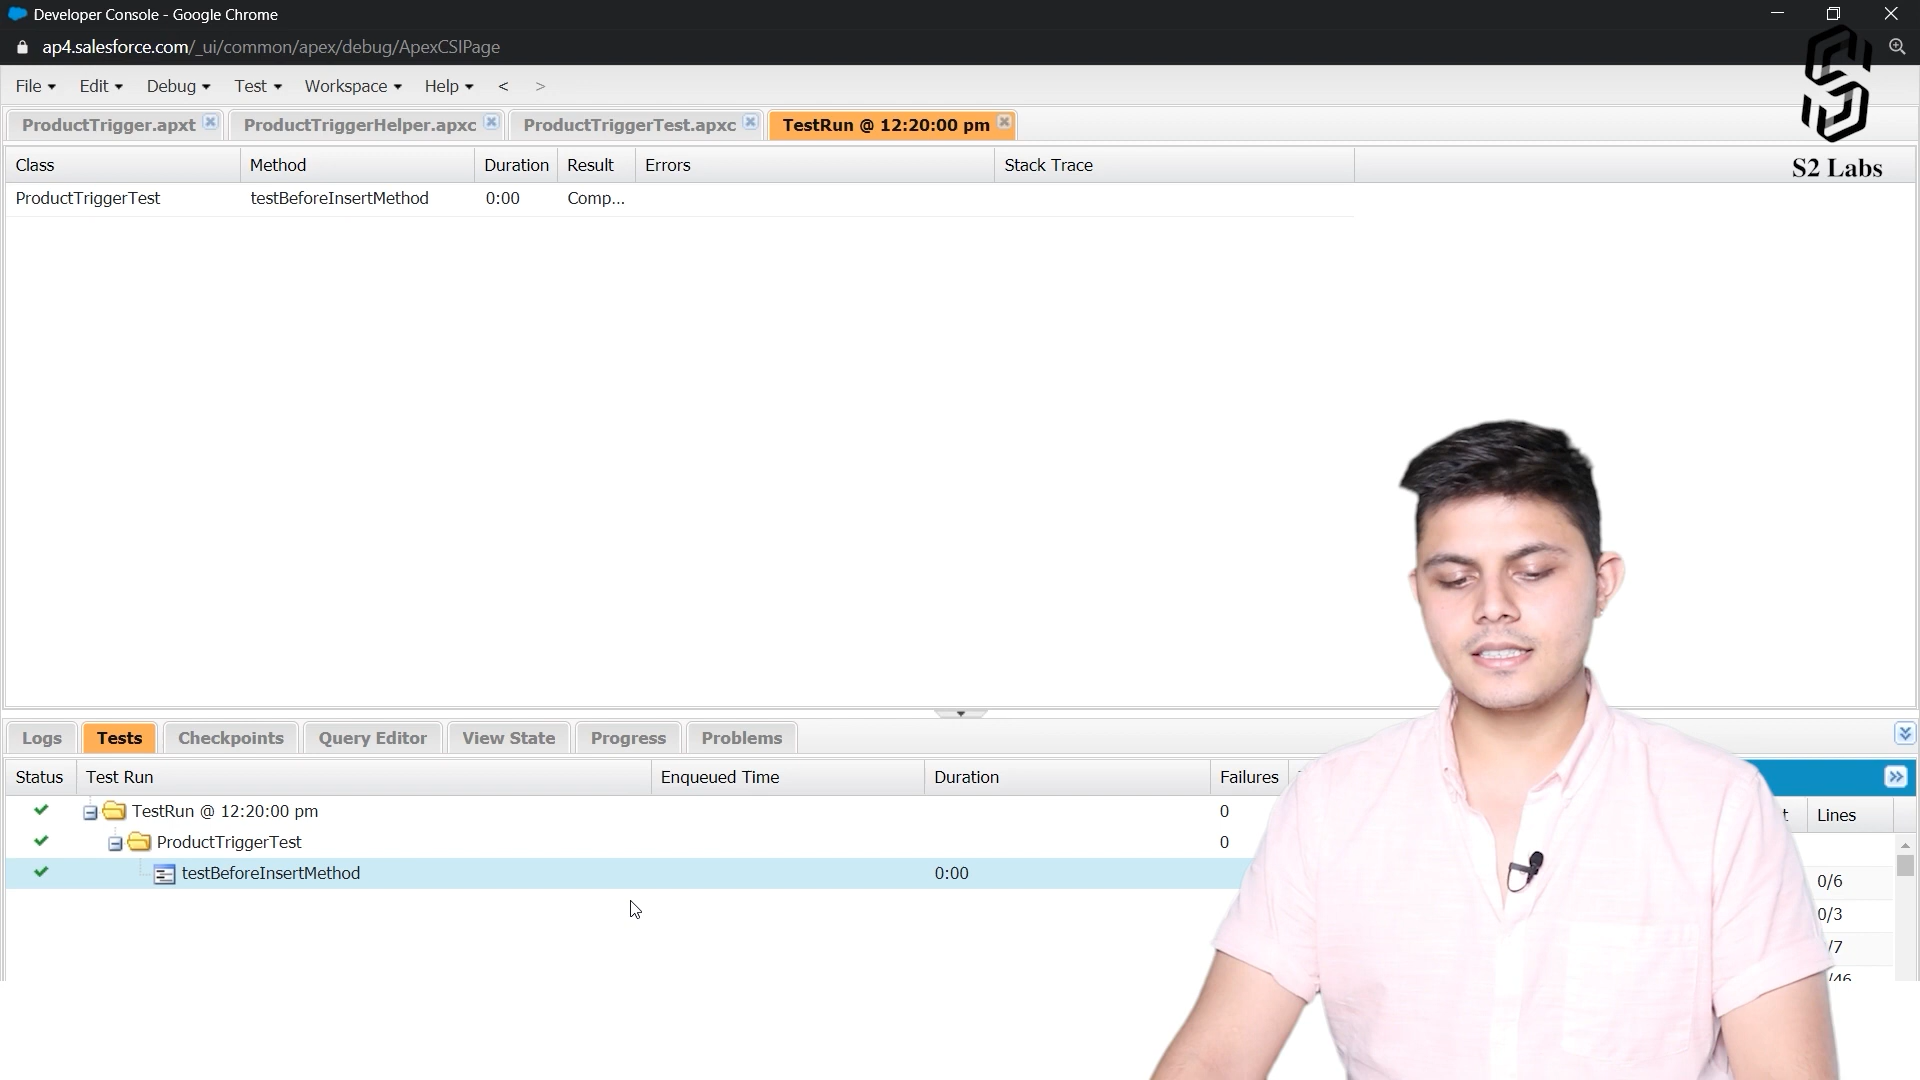 Developer Console - Google Chrome
ap4.salesforce.com/_ui/common/apex/debug/ApexCSIPage
File Edit Debug Test Workspace Help < >
ProductTrigger.apxt ProductTriggerHelper.apxc ProductTriggerTest.apxc TestRun @ 12:20:00 pm
Class Method Duration Result Errors Stack Trace
S2 Labs
ProductTriggerTest testBeforeInsertMethod 0:00 Comp...
Logs Tests Checkpoints Query Editor View State Progress Problems
Status Test Run Enqueued Time Duration Failures
TestRun @ 12:20:00 pm 0
Lines
ProductTriggerTest 0
testBeforeInsertMethod 0:00
0/6
0/3
/7
/46